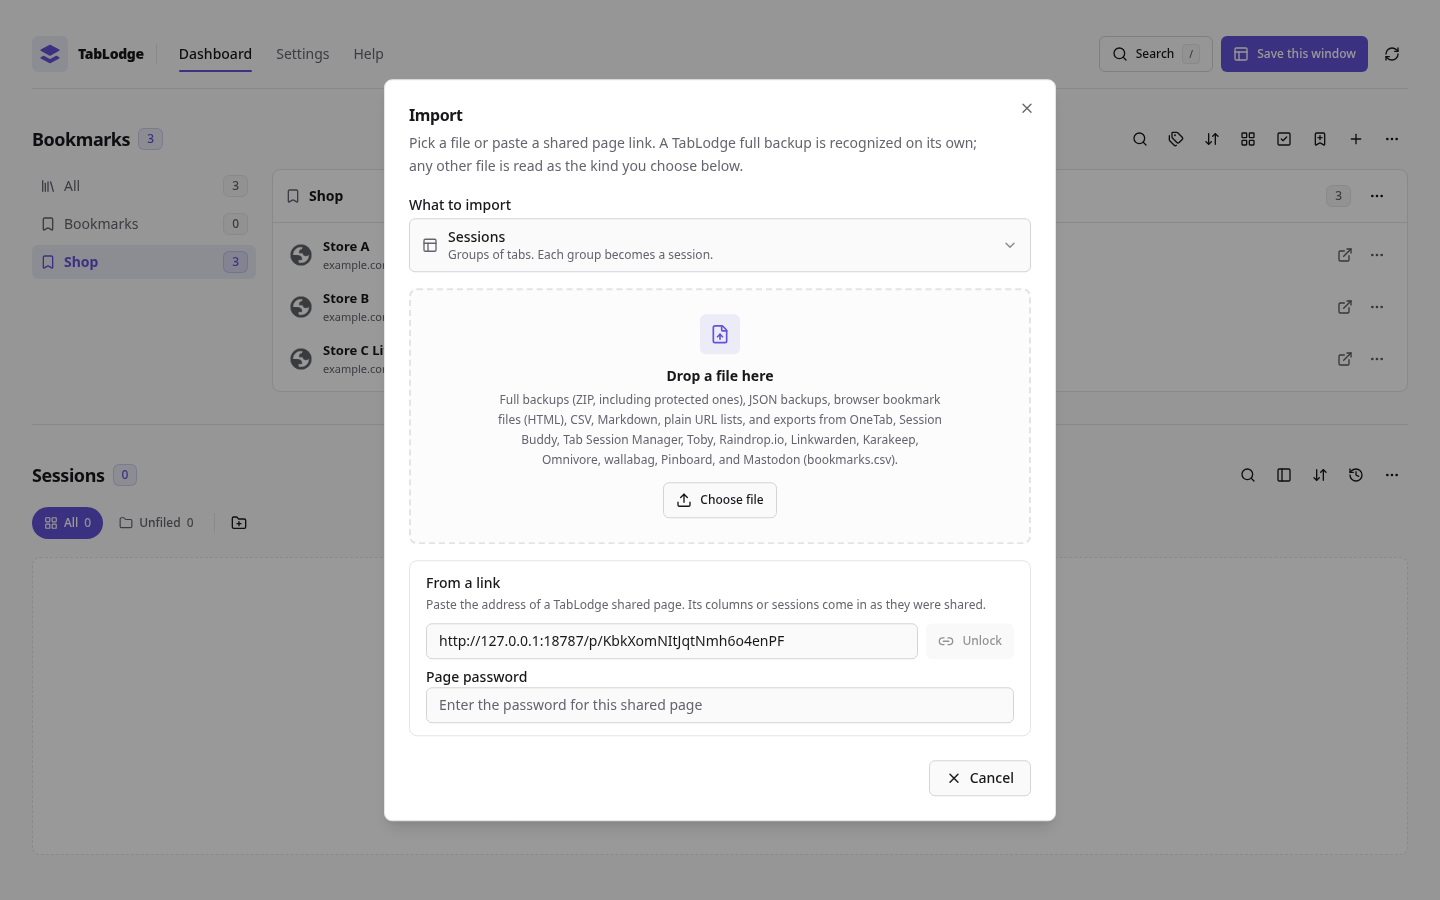 TabLodge
Dashboard
Settings
Help
Search /
Save this window
Bookmarks 3
All 3
Bookmarks 0
Shop 3
Shop
3
Store A
example.co
Store B
example.co
Store C Li
example.co
Import
Pick a file or paste a shared page link. A TabLodge full backup is recognized on its own;
any other file is read as the kind you choose below.
What to import
Sessions
Groups of tabs. Each group becomes a session.
Drop a file here
Full backups (ZIP, including protected ones), JSON backups, browser bookmark
files (HTML), CSV, Markdown, plain URL lists, and exports from OneTab, Session
Buddy, Tab Session Manager, Toby, Raindrop.io, Linkwarden, Karakeep,
Omnivore, wallabag, Pinboard, and Mastodon (bookmarks.csv).
Choose file
From a link
Paste the address of a TabLodge shared page. Its columns or sessions come in as they were shared.
http://127.0.0.1:18787/p/KbkXomNItJqtNmh6o4enPF
Unlock
Page password
Enter the password for this shared page
Cancel
Sessions 0
All 0
Unfiled 0